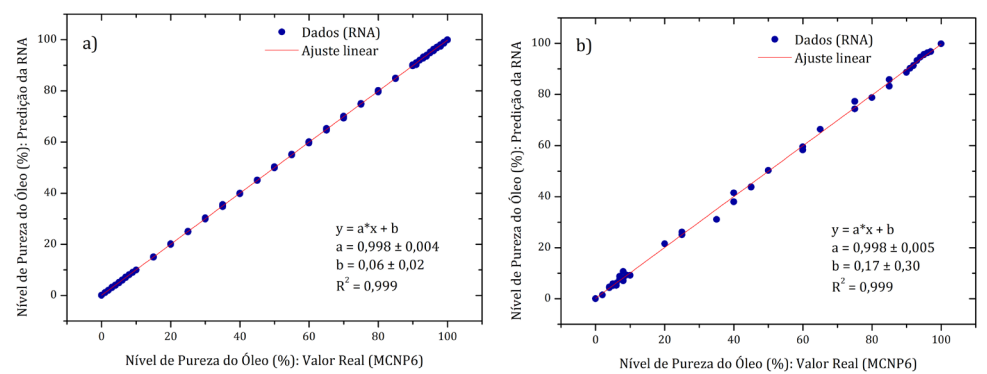 a)
Dados (RNA)
Ajuste linear
Nível de Pureza do Óleo (%): Predição da RNA
100
80
60
40
20
0
y = a*x + b
a = 0,998 ± 0,004
b = 0,06 ± 0,02
R² = 0,999
0 20 40 60 80 100
Nível de Pureza do Óleo (%): Valor Real (MCNP6)
b)
Dados (RNA)
Ajuste linear
Nível de Pureza do Óleo (%): Predição da RNA
100
80
60
40
20
0
y = a*x + b
a = 0,998 ± 0,005
b = 0,17 ± 0,30
R² = 0,999
0 20 40 60 80 100
Nível de Pureza do Óleo (%): Valor Real (MCNP6)